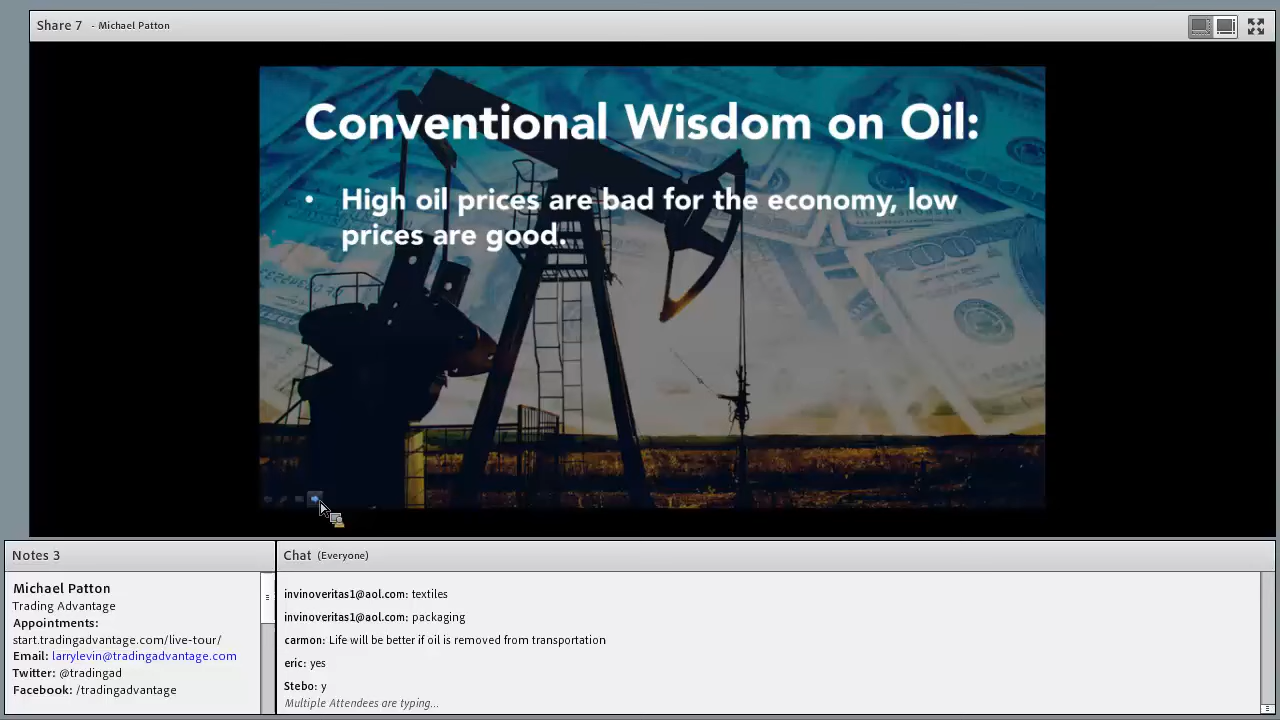 Share 7 - Michael Patton
Conventional Wisdom on Oil:
• High oil prices are bad for the economy, low
prices are good.
Notes 3
Michael Patton
Trading Advantage
Appointments:
start.tradingadvantage.com/live-tour/
Email: larrylevin@tradingadvantage.com
Twitter: @tradingad
Facebook: /tradingadvantage
Chat (Everyone)
invinoveritas1@aol.com: textiles
invinoveritas1@aol.com: packaging
carmon: Life will be better if oil is removed from transportation
eric: yes
Stebo: y
Multiple Attendees are typing...